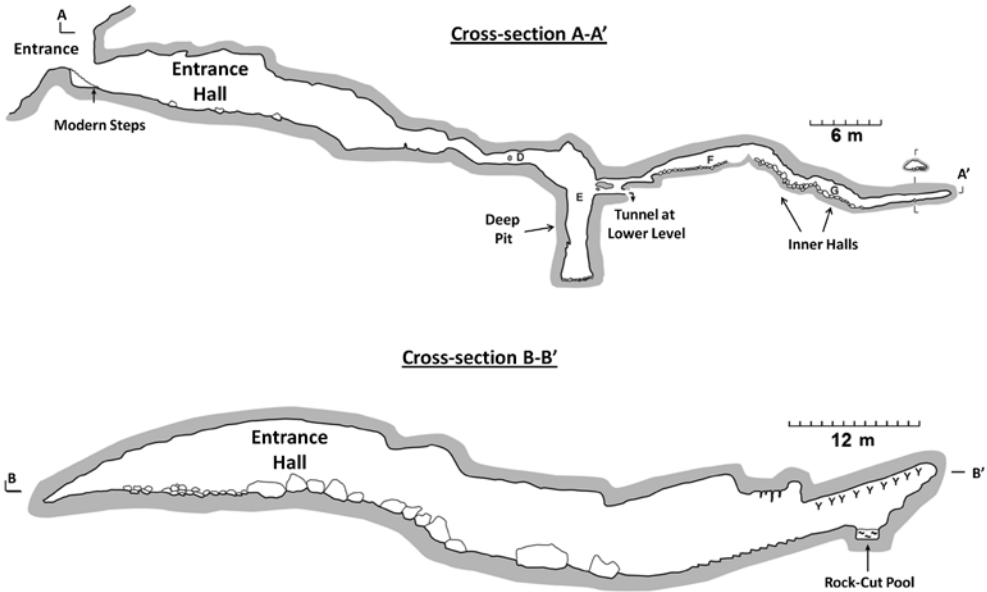 Cross-section A-A'
A
Entrance
Entrance
Hall
Modern Steps
6 m
D
E
F
G
A'
Deep
Pit
Tunnel at
Lower Level
Inner Halls
Cross-section B-B'
Entrance
Hall
12 m
B
B'
Rock-Cut Pool